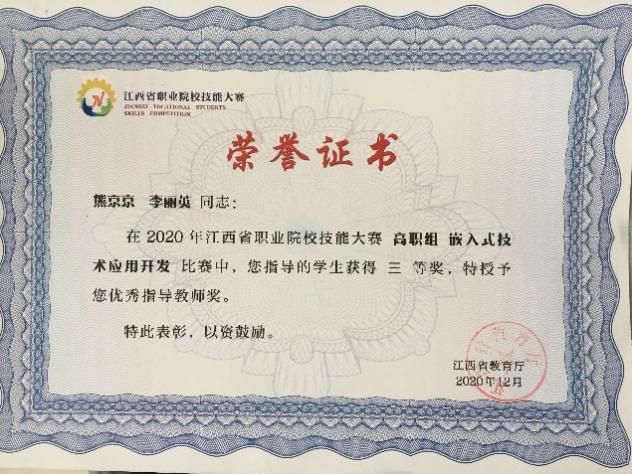 江西省职业院校技能大赛
JIANGXI VOCATIONAL STUDENTS
SKILLS COMPETITION
荣誉证书
熊京京 李丽英 同志：
在2020年江西省职业院校技能大赛 高职组 嵌入式技
术应用开发 比赛中，您指导的学生获得 三 等奖，特授予
您优秀指导教师奖。
特此表彰，以资鼓励。
江西省教育厅
2020年12月